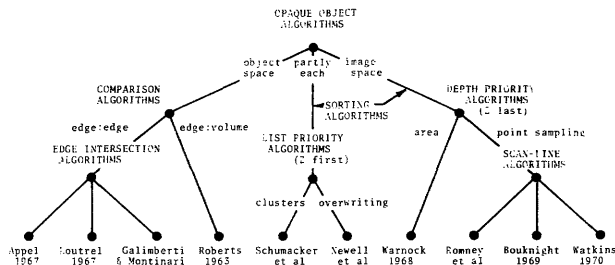 OPAQUE OBJECT
ALGORITHMS
object
space
partly
each
image
space
COMPARISON
ALGORITHMS
SORTING
ALGORITHMS
DEPTH PRIORITY
ALGORITHMS
(Z last)
edge:edge
edge:volume
LIST PRIORITY
ALGORITHMS
(Z first)
area
point sampling
EDGE INTERSECTION
ALGORITHMS
SCAN-LINE
ALGORITHMS
clusters
overwriting
Appel
1967
Loutrel
1967
Galimberti
& Montinari
Roberts
1963
Schumacker
et al
Newell
et al
Warnock
1968
Romney
et al
Bouknight
1969
Watkins
1970